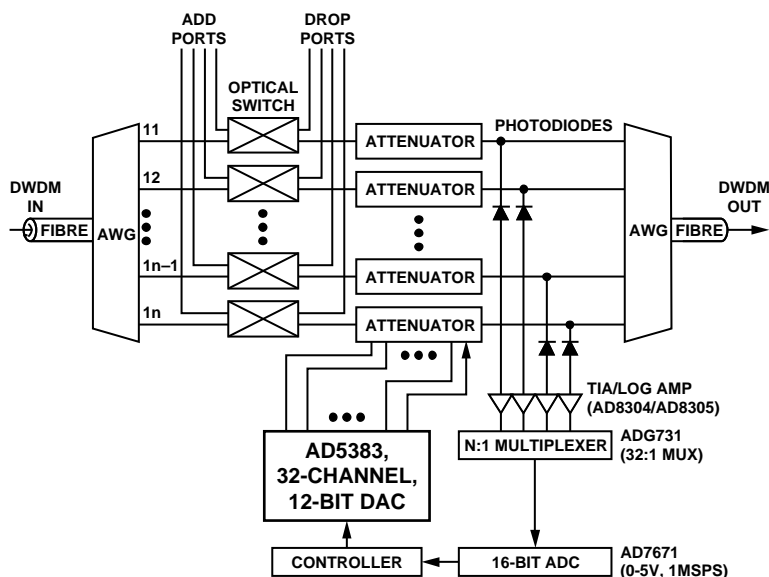 ADD
PORTS
DROP
PORTS
OPTICAL
SWITCH
PHOTODIODES
11
12
1n–1
1n
ATTENUATOR
ATTENUATOR
ATTENUATOR
ATTENUATOR
DWDM
IN
FIBRE
AWG
AWG
FIBRE
DWDM
OUT
TIA/LOG AMP
(AD8304/AD8305)
N:1 MULTIPLEXER
ADG731
(32:1 MUX)
AD5383,
32-CHANNEL,
12-BIT DAC
CONTROLLER
16-BIT ADC
AD7671
(0-5V, 1MSPS)